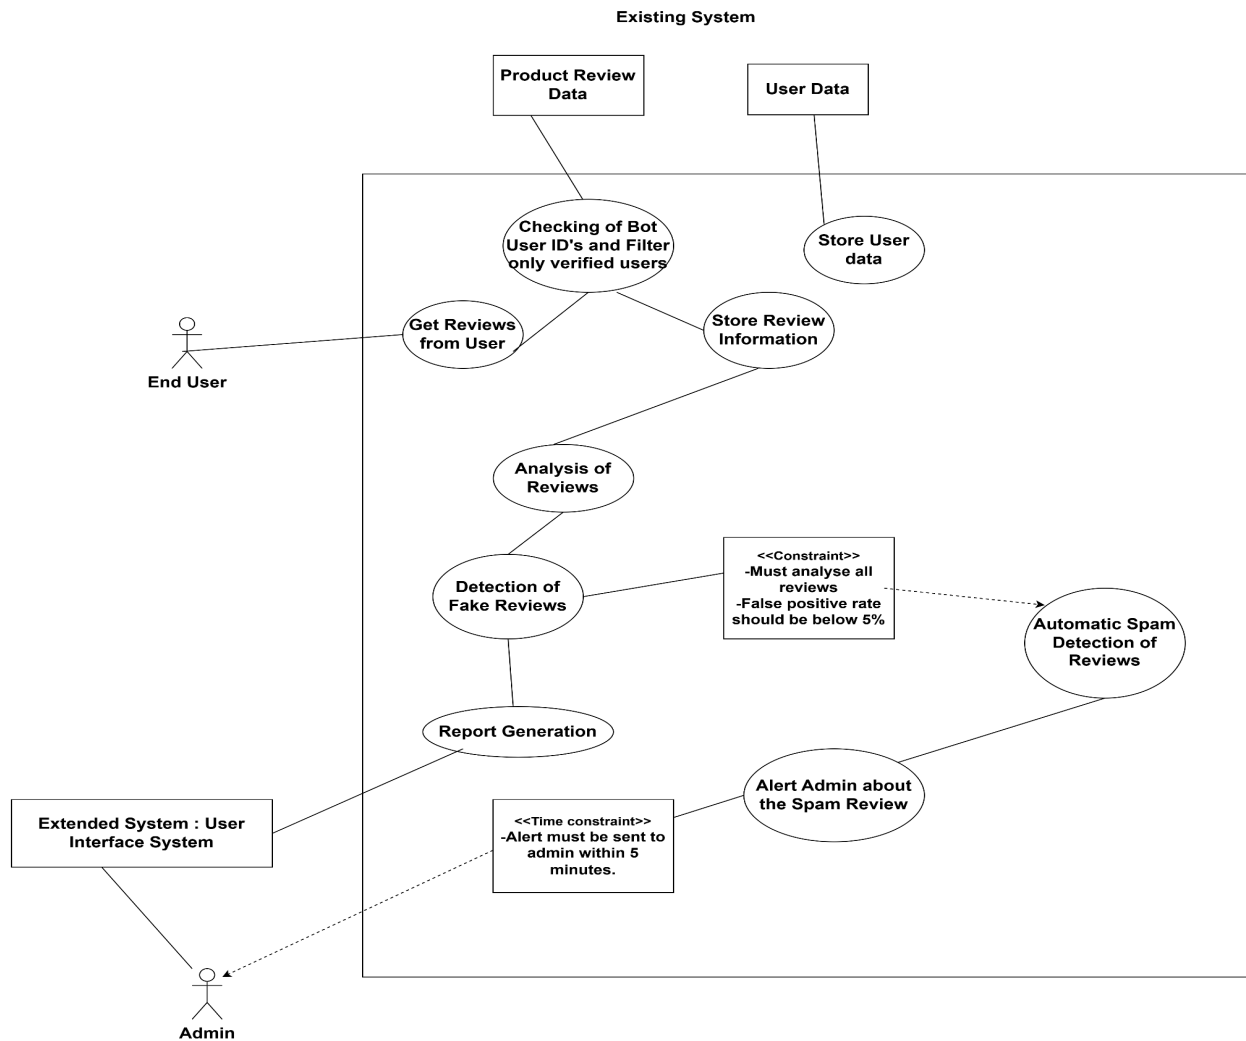 Existing System
Product Review
Data
User Data
Checking of Bot
User ID's and Filter
only verified users
Store User
data
Get Reviews
from User
Store Review
Information
End User
Analysis of
Reviews
<<Constraint>>
-Must analyse all
reviews
-False positive rate
should be below 5%
Detection of
Fake Reviews
Automatic Spam
Detection of
Reviews
Report Generation
Alert Admin about
the Spam Review
Extended System : User
Interface System
<<Time constraint>>
-Alert must be sent to
admin within 5
minutes.
Admin